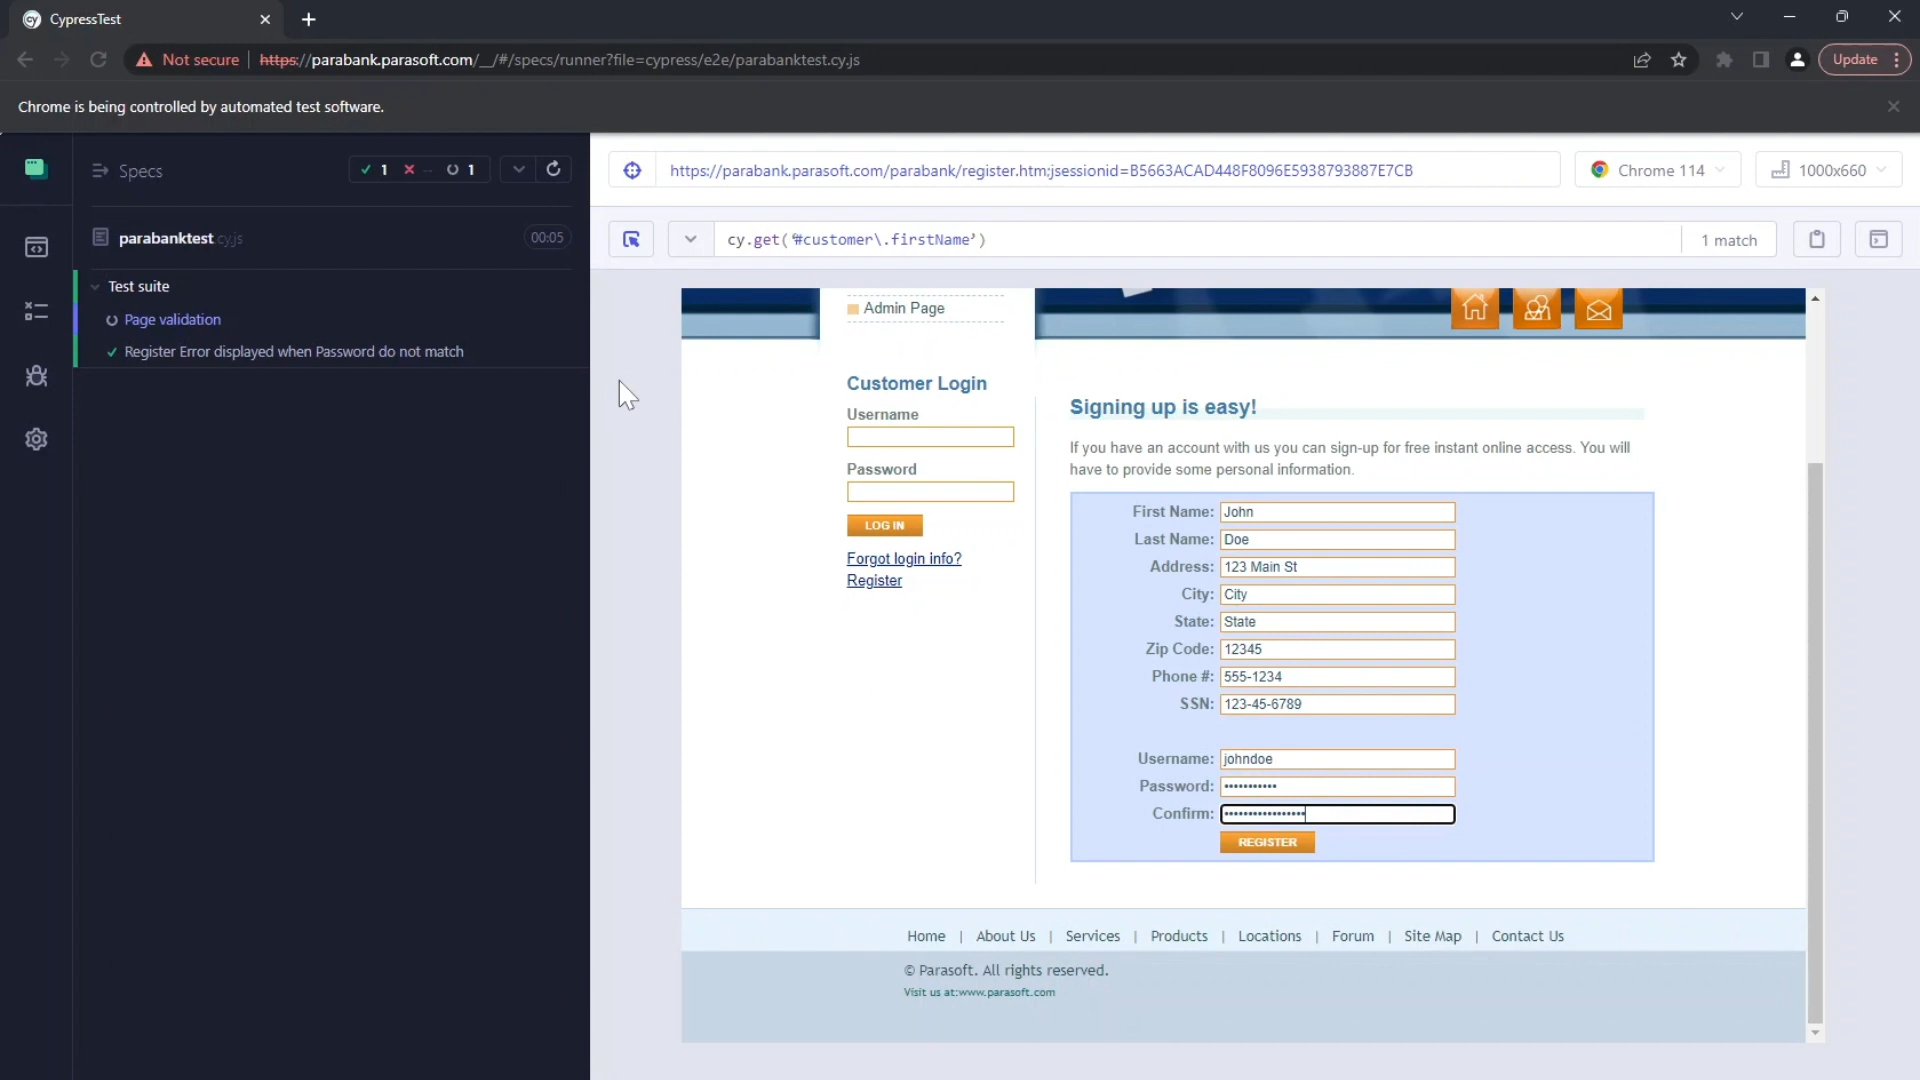 CypressTest
Not secure
https://parabank.parasoft.com/__/#/specs/runner?file=cypress/e2e/parabanktest.cy.js
Update
Chrome is being controlled by automated test software.
Specs
1 -- 1
https://parabank.parasoft.com/parabank/register.htm;jsessionid=B5663ACAD448F8096E5938793887E7CB
Chrome 114
1000x660
parabanktest.cy.js
00:05
cy.get('#customer\.firstName')
1 match
Test suite
Page validation
Register Error displayed when Password do not match
Admin Page
Customer Login
Username
Password
LOG IN
Forgot login info?
Register
Signing up is easy!
If you have an account with us you can sign-up for free instant online access. You will
have to provide some personal information.
First Name: John
Last Name: Doe
Address: 123 Main St
City: City
State: State
Zip Code: 12345
Phone #: 555-1234
SSN: 123-45-6789
Username: johndoe
Password: •••••••••••
Confirm: •••••••••••••••••
REGISTER
Home | About Us | Services | Products | Locations | Forum | Site Map | Contact Us
© Parasoft. All rights reserved.
Visit us at:www.parasoft.com